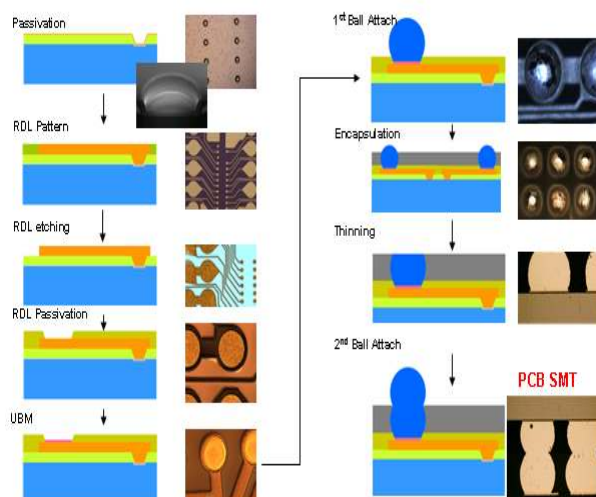 Passivation
RDL Pattern
RDL etching
RDL Passivation
UBM
1st Ball Attach
Encapsulation
Thinning
2nd Ball Attach
PCB SMT